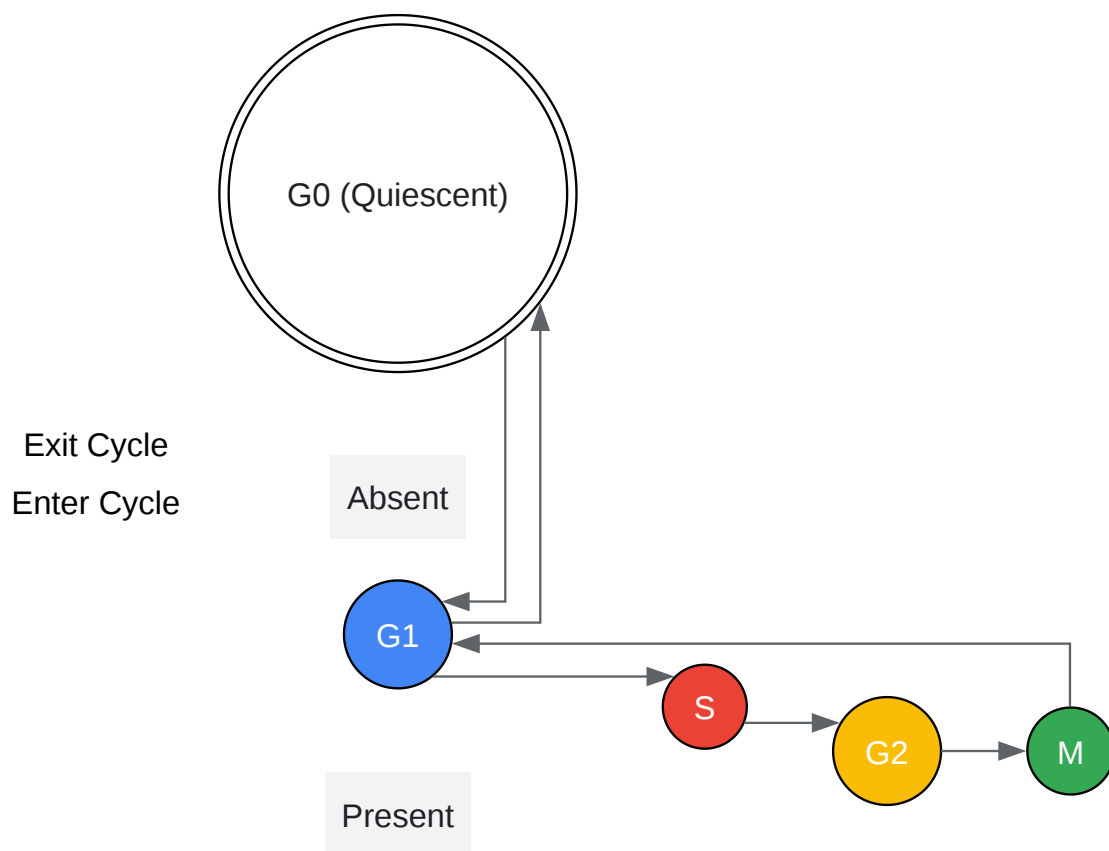 G0 (Quiescent)
Exit Cycle
Enter Cycle
Absent
G1
S
G2
M
Present